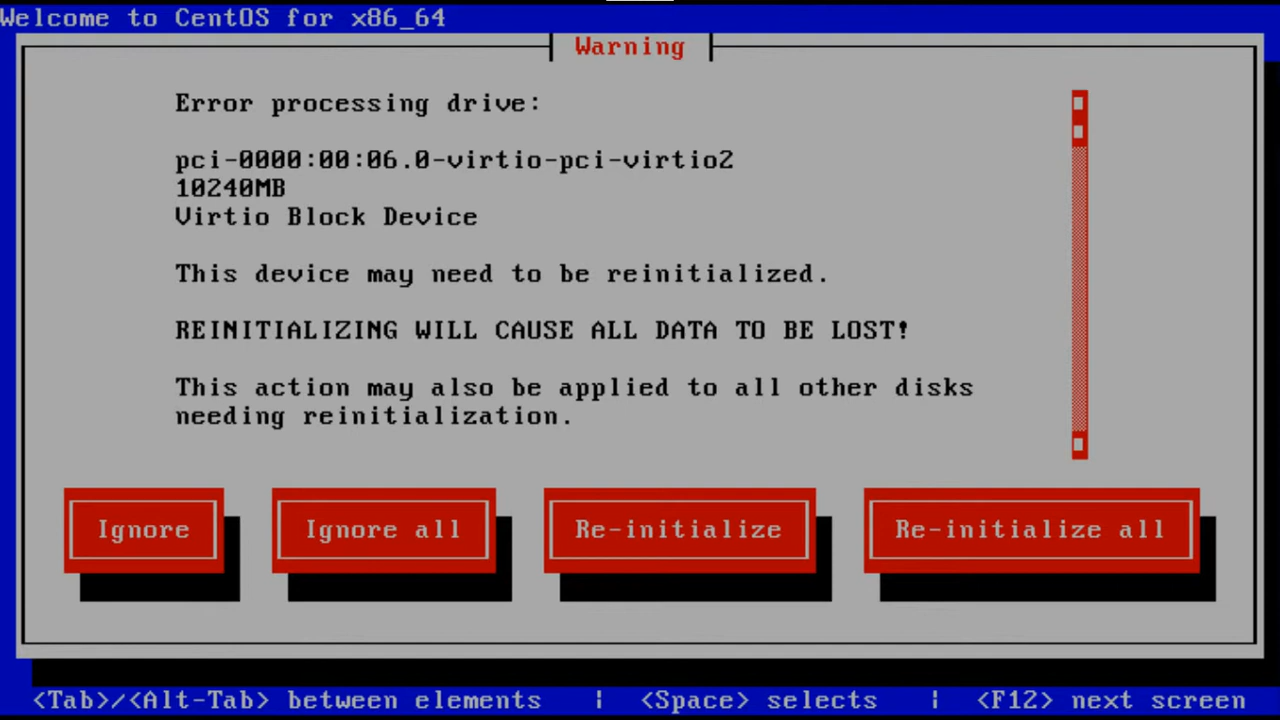 Welcome to CentOS for x86_64
Warning
Error processing drive:
pci-0000:00:06.0-virtio-pci-virtio2
10240MB
Virtio Block Device
This device may need to be reinitialized.
REINITIALIZING WILL CAUSE ALL DATA TO BE LOST!
This action may also be applied to all other disks
needing reinitialization.
Ignore Ignore all Re-initialize Re-initialize all
<Tab>/<Alt-Tab> between elements | <Space> selects | <F12> next screen